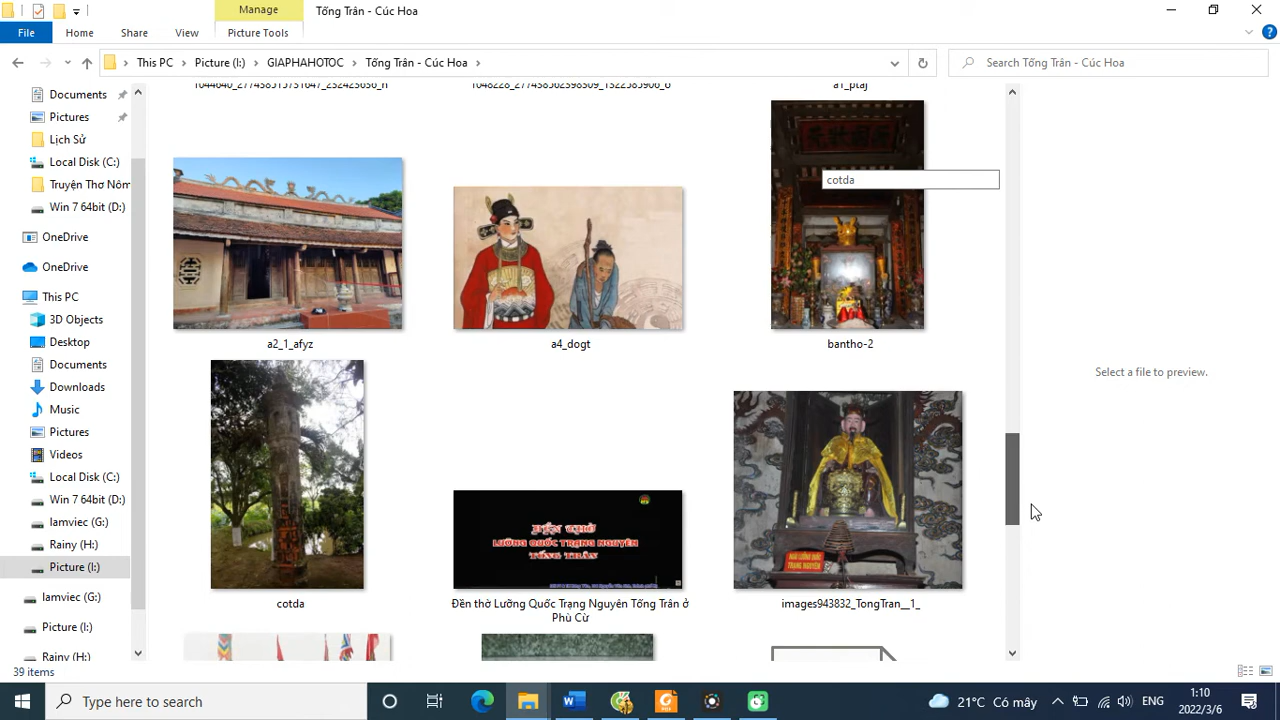 Manage
Tống Trân - Cúc Hoa
File
Home
Share
View
Picture Tools
This PC
Picture (I:)
GIAPHAHOTOC
Tống Trân - Cúc Hoa
Search Tống Trân - Cúc Hoa
Documents
Pictures
Lịch Sử
Local Disk (C:)
Truyện Thơ Nôm
Win 7 64bit (D:)
OneDrive
OneDrive
This PC
3D Objects
Desktop
Documents
Downloads
Music
Pictures
Videos
Local Disk (C:)
Win 7 64bit (D:)
lamviec (G:)
Rainy (H:)
Picture (I:)
lamviec (G:)
Picture (I:)
Rainy (H:)
a1_ptaj
cotda
a2_1_afyz
a4_dogt
bantho-2
ĐỀN THỜ
LƯỠNG QUỐC TRẠNG NGUYÊN
TỐNG TRÂN
cotda
Đền thờ Lưỡng Quốc Trạng Nguyên Tống Trân ở
Phù Cừ
images943832_TongTran__1_
Select a file to preview.
39 items
Type here to search
21°C Có mây
ENG
1:10
2022/3/6